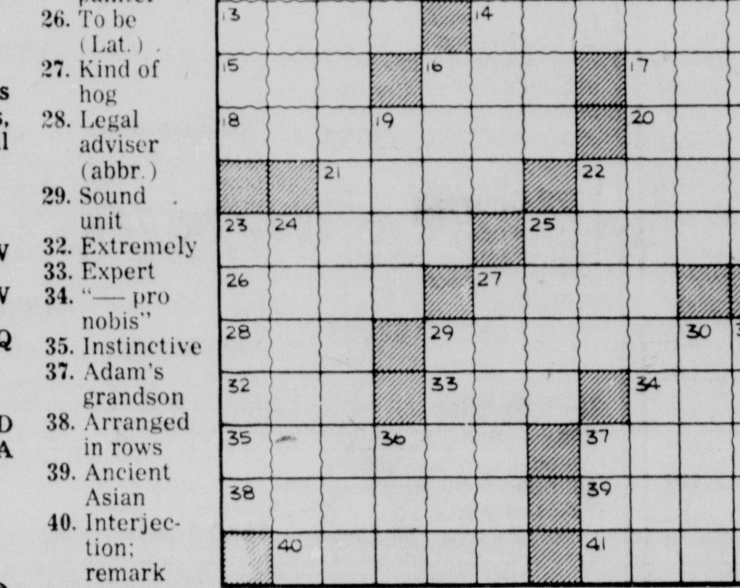 26. To be
(Lat.) .
27. Kind of
hog
28. Legal
adviser
(abbr.)
29. Sound
unit
32. Extremely
33. Expert
34. “— pro
nobis”
35. Instinctive
37. Adam's
grandson
38. Arranged
in rows
39. Ancient
Asian
40. Interjec-
tion;
remark
s
s,
l
V
V
Q
D
A
13 14
15 16 17
18 19 20
21 22
23 24 25
26 27
28 29 30
32 33 34
35 36 37
38 39
40 41